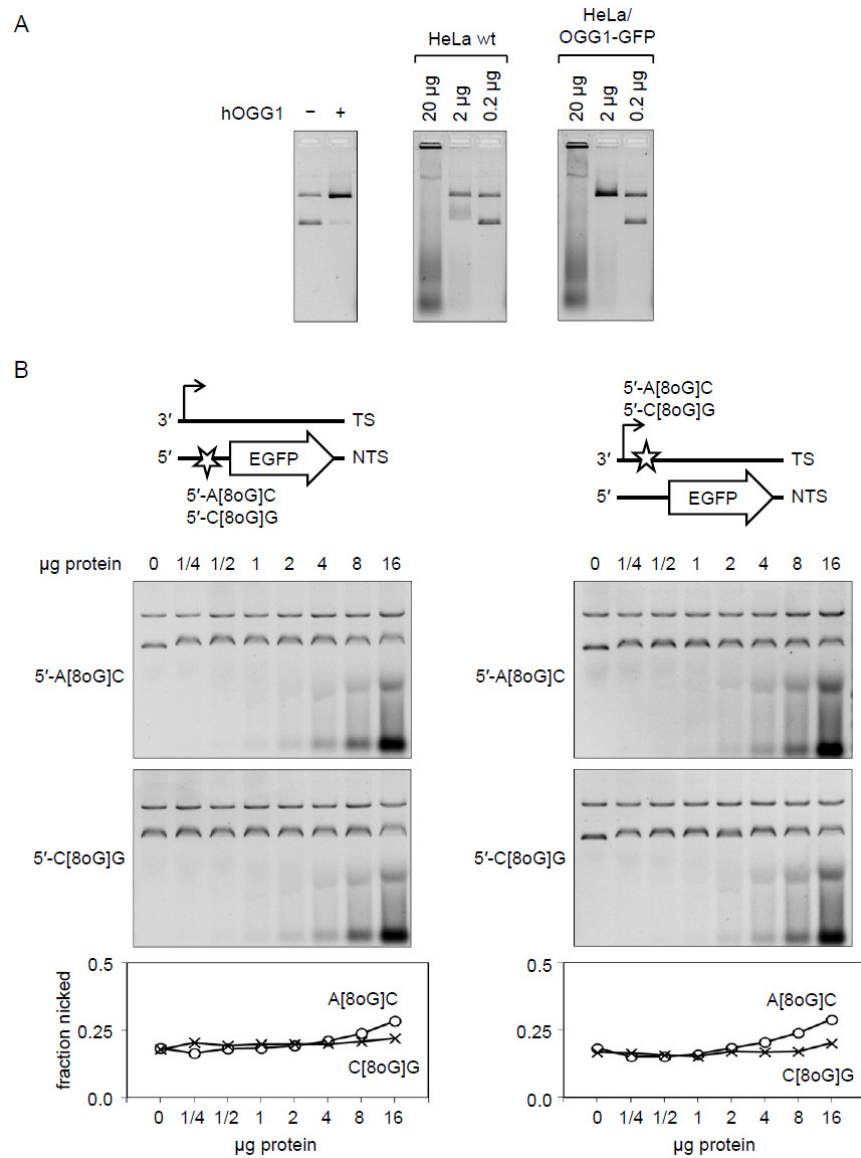 A
HeLa wt
HeLa/
OGG1-GFP
20 µg 2 µg 0.2 µg
20 µg 2 µg 0.2 µg
hOGG1 – +
B
3′ TS
5′ EGFP NTS
5′-A[8oG]C
5′-C[8oG]G
5′-A[8oG]C
5′-C[8oG]G
3′ TS
5′ EGFP NTS
µg protein 0 1/4 1/2 1 2 4 8 16
0 1/4 1/2 1 2 4 8 16
5′-A[8oG]C
5′-A[8oG]C
5′-C[8oG]G
5′-C[8oG]G
fraction nicked
0.5
0.25
0.0
A[8oG]C
C[8oG]G
0 1/4 1/2 1 2 4 8 16
µg protein
0.5
0.25
0.0
A[8oG]C
C[8oG]G
0 1/4 1/2 1 2 4 8 16
µg protein